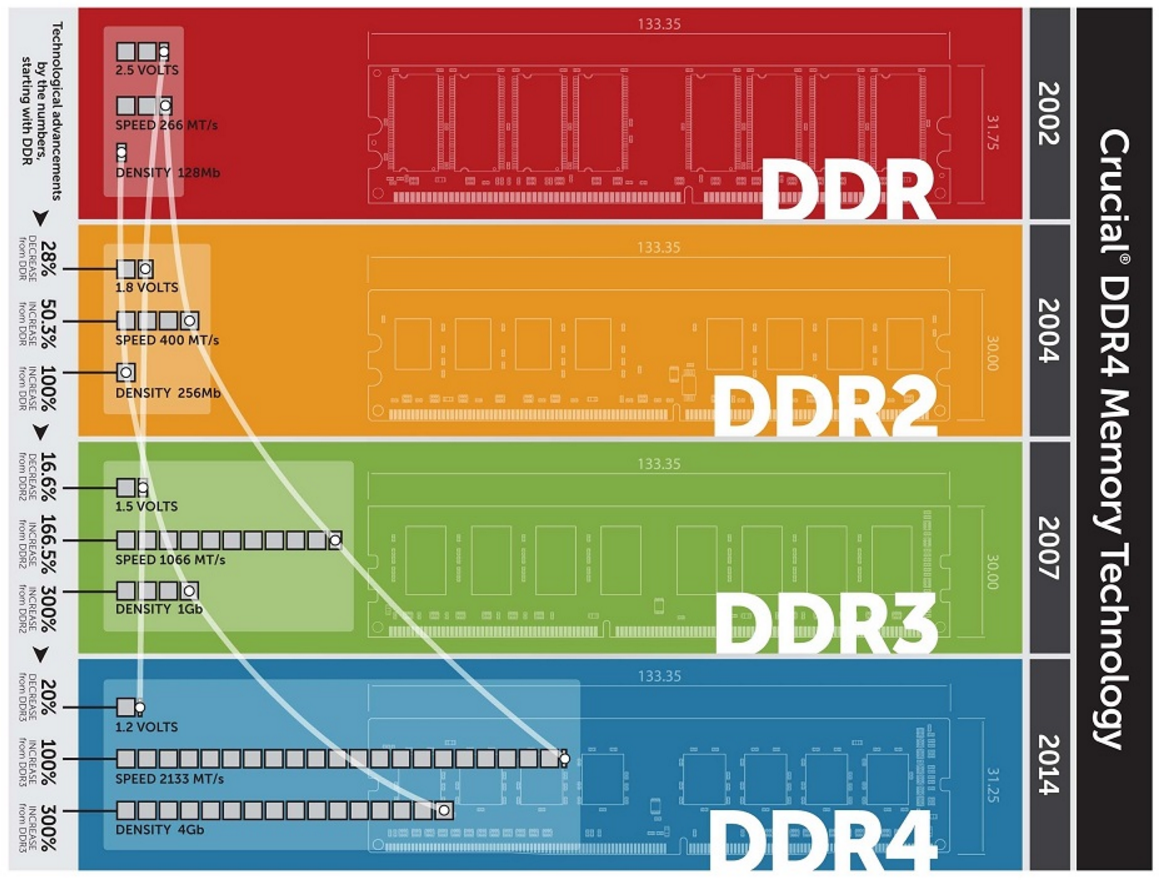 Crucial® DDR4 Memory Technology
Technological advancements
by the numbers,
starting with DDR
2002
133.35
31.75
2.5 VOLTS
SPEED 266 MT/s
DENSITY 128Mb
DDR
2004
133.35
30.00
28%
DECREASE
from DDR
1.8 VOLTS
50.3%
INCREASE
from DDR
SPEED 400 MT/s
100%
INCREASE
from DDR
DENSITY 256Mb
DDR2
2007
133.35
30.00
16.6%
DECREASE
from DDR2
1.5 VOLTS
166.5%
INCREASE
from DDR2
SPEED 1066 MT/s
300%
INCREASE
from DDR2
DENSITY 1Gb
DDR3
2014
133.35
31.25
20%
DECREASE
from DDR3
1.2 VOLTS
100%
INCREASE
from DDR3
SPEED 2133 MT/s
300%
INCREASE
from DDR3
DENSITY 4Gb
DDR4